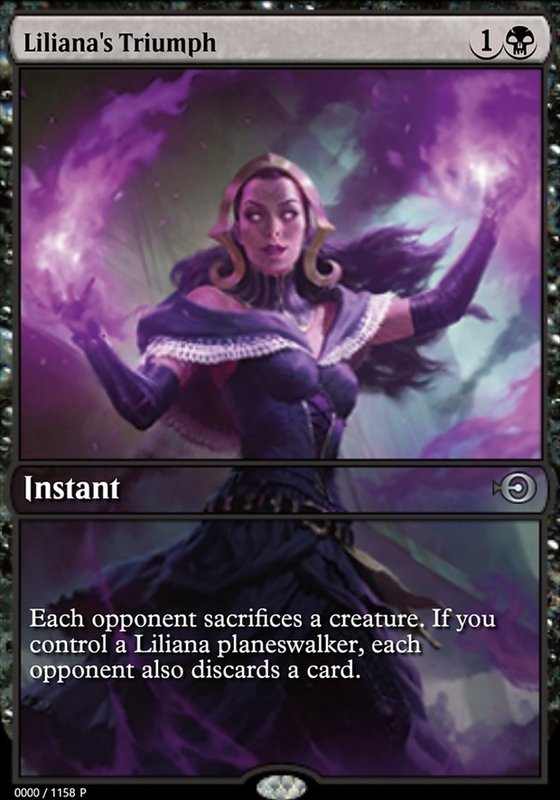 Liliana's Triumph 1
Instant
Each opponent sacrifices a creature. If you
control a Liliana planeswalker, each
opponent also discards a card.
0000 / 1158 P